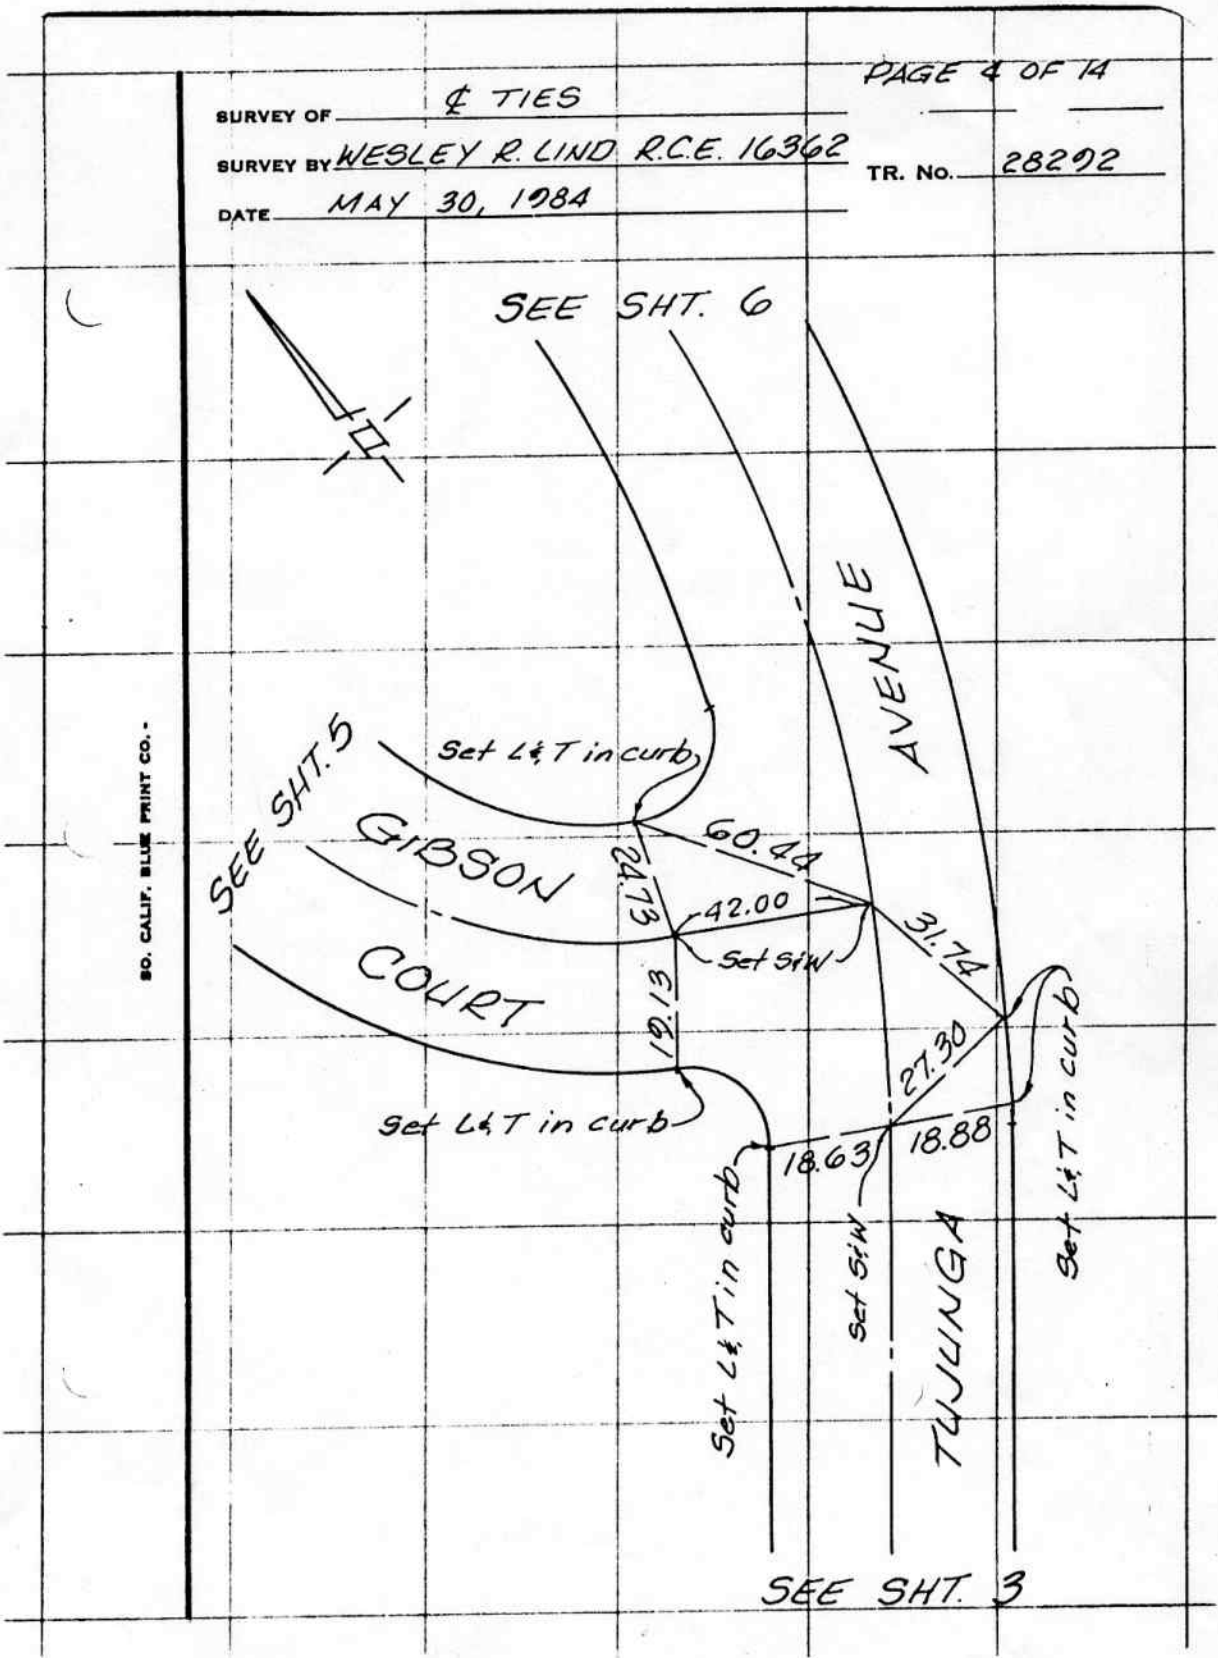 PAGE 4 OF 14
SURVEY OF ℄ TIES
SURVEY BY WESLEY R. LIND R.C.E. 16362
TR. No. 28292
DATE MAY 30, 1984
SEE SHT. 6
AVENUE
SEE SHT. 5
Set L&T in curb
GIBSON
COURT
60.44
24.73
42.00
Set S&W
31.74
19.13
27.30
Set L&T in curb
Set L&T in curb
18.63
18.88
Set L&T in curb
Set S&W
TUJUNGA
SEE SHT. 3
SO. CALIF. BLUE PRINT CO. -